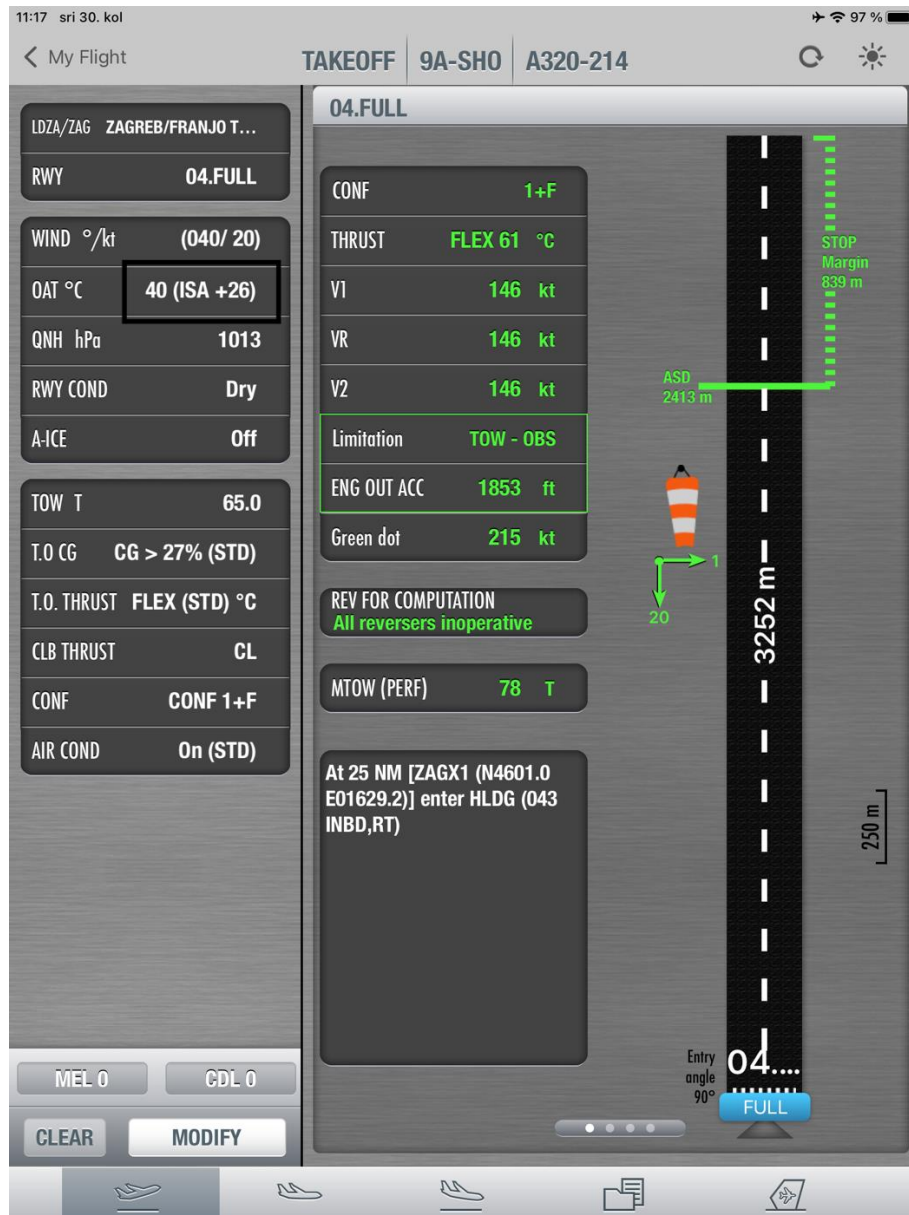 11:17 sri 30. kol
97 %
My Flight
TAKEOFF 9A-SHO A320-214
LDZA/ZAG ZAGREB/FRANJO T...
RWY 04.FULL
WIND °/kt (040/ 20)
OAT °C 40 (ISA +26)
QNH hPa 1013
RWY COND Dry
A-ICE Off
TOW T 65.0
T.O CG CG > 27% (STD)
T.O. THRUST FLEX (STD) °C
CLB THRUST CL
CONF CONF 1+F
AIR COND On (STD)
MEL 0 CDL 0
CLEAR MODIFY
04.FULL
CONF 1+F
THRUST FLEX 61 °C
V1 146 kt
VR 146 kt
V2 146 kt
Limitation TOW - OBS
ENG OUT ACC 1853 ft
Green dot 215 kt
REV FOR COMPUTATION
All reversers inoperative
MTOW (PERF) 78 T
At 25 NM [ZAGX1 (N4601.0
E01629.2)] enter HLDG (043
INBD,RT)
STOP
Margin
839 m
ASD
2413 m
1
20
3252 m
250 m
Entry
angle
90°
04....
FULL